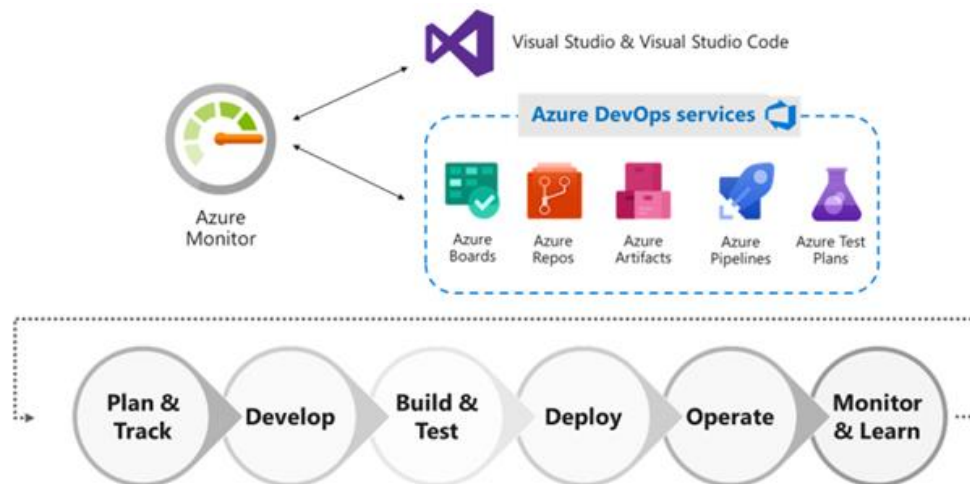 Visual Studio & Visual Studio Code
Azure DevOps services
Azure
Monitor
Azure
Boards
Azure
Repos
Azure
Artifacts
Azure
Pipelines
Azure Test
Plans
Plan &
Track
Develop
Build &
Test
Deploy
Operate
Monitor
& Learn